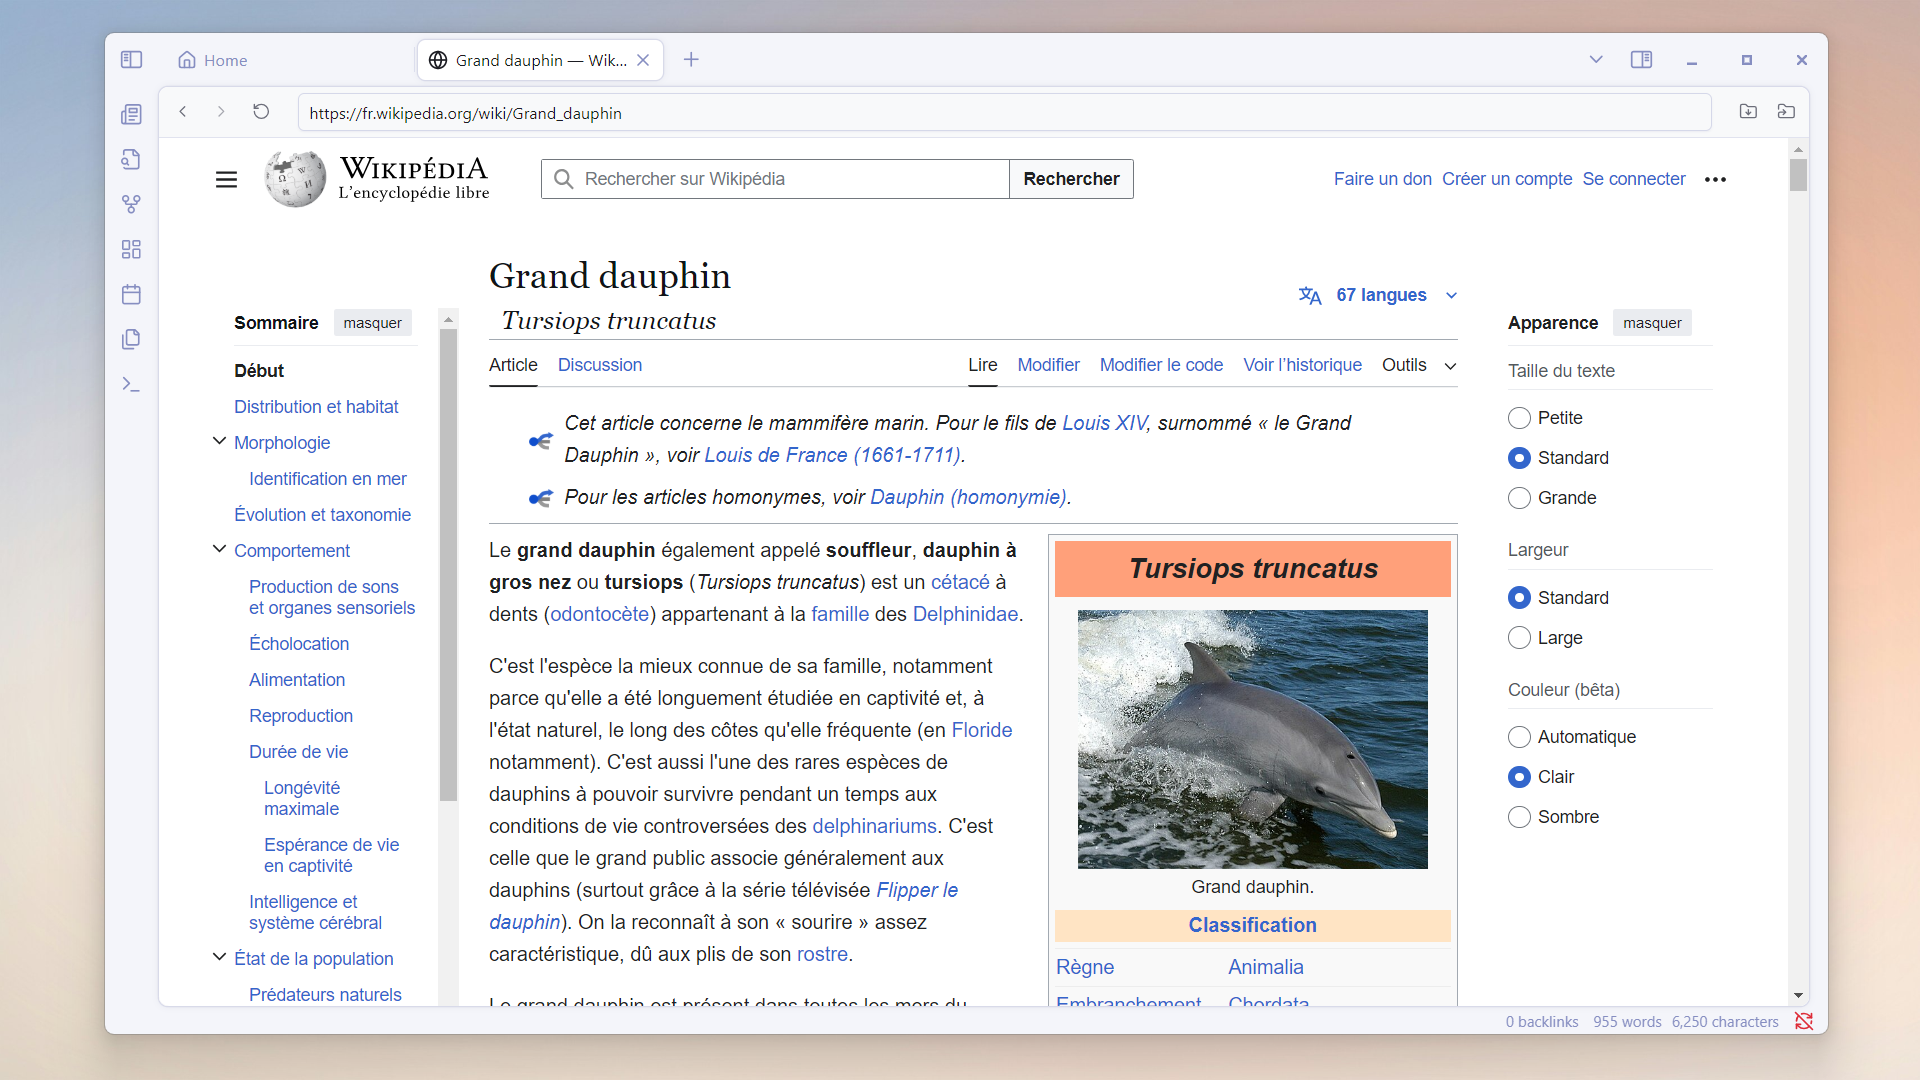 Home
Grand dauphin — Wik...
https://fr.wikipedia.org/wiki/Grand_dauphin
WIKIPÉDIA
L'encyclopédie libre
Rechercher sur Wikipédia
Rechercher
Faire un don Créer un compte Se connecter
Grand dauphin
Tursiops truncatus
67 langues
Article Discussion
Lire Modifier Modifier le code Voir l'historique Outils
Sommaire masquer
Début
Distribution et habitat
Morphologie
Identification en mer
Évolution et taxonomie
Comportement
Production de sons
et organes sensoriels
Écholocation
Alimentation
Reproduction
Durée de vie
Longévité
maximale
Espérance de vie
en captivité
Intelligence et
système cérébral
État de la population
Prédateurs naturels
Cet article concerne le mammifère marin. Pour le fils de Louis XIV, surnommé « le Grand
Dauphin », voir Louis de France (1661-1711).
Pour les articles homonymes, voir Dauphin (homonymie).
Le grand dauphin également appelé souffleur, dauphin à
gros nez ou tursiops (Tursiops truncatus) est un cétacé à
dents (odontocète) appartenant à la famille des Delphinidae.
C'est l'espèce la mieux connue de sa famille, notamment
parce qu'elle a été longuement étudiée en captivité et, à
l'état naturel, le long des côtes qu'elle fréquente (en Floride
notamment). C'est aussi l'une des rares espèces de
dauphins à pouvoir survivre pendant un temps aux
conditions de vie controversées des delphinariums. C'est
celle que le grand public associe généralement aux
dauphins (surtout grâce à la série télévisée Flipper le
dauphin). On la reconnaît à son « sourire » assez
caractéristique, dû aux plis de son rostre.
Le grand dauphin est présent dans toutes les mers du
Tursiops truncatus
Grand dauphin.
Classification
Règne Animalia
Embranchement Chordata
Apparence masquer
Taille du texte
Petite
Standard
Grande
Largeur
Standard
Large
Couleur (bêta)
Automatique
Clair
Sombre
0 backlinks 955 words 6,250 characters